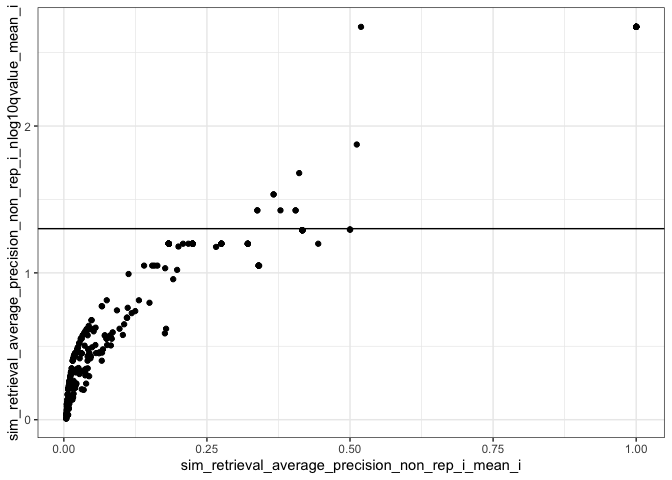 sim_retrieval_average_precision_non_rep_i_nlog10qvalue_mean_i
2
1
0
0.00 0.25 0.50 0.75 1.00
sim_retrieval_average_precision_non_rep_i_mean_i